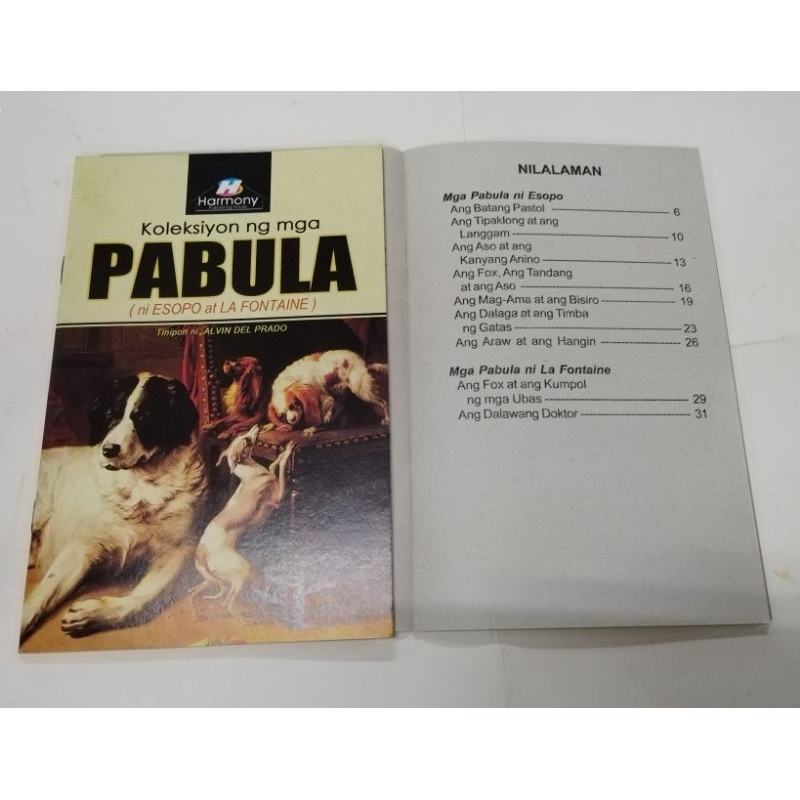 Harmony
Koleksiyon ng mga
PABULA
( ni ESOPO at LA FONTAINE )
Tinipon ni ALVIN DEL PRADO
NILALAMAN
Mga Pabula ni Esopo
Ang Batang Pastol 6
Ang Tipaklong at ang
Langgam 10
Ang Aso at ang
Kanyang Anino 13
Ang Fox, Ang Tandang
at ang Aso 16
Ang Mag-Ama at ang Bisiro 19
Ang Dalaga at ang Timba
ng Gatas 23
Ang Araw at ang Hangin 26
Mga Pabula ni La Fontaine
Ang Fox at ang Kumpol
ng mga Ubas 29
Ang Dalawang Doktor 31